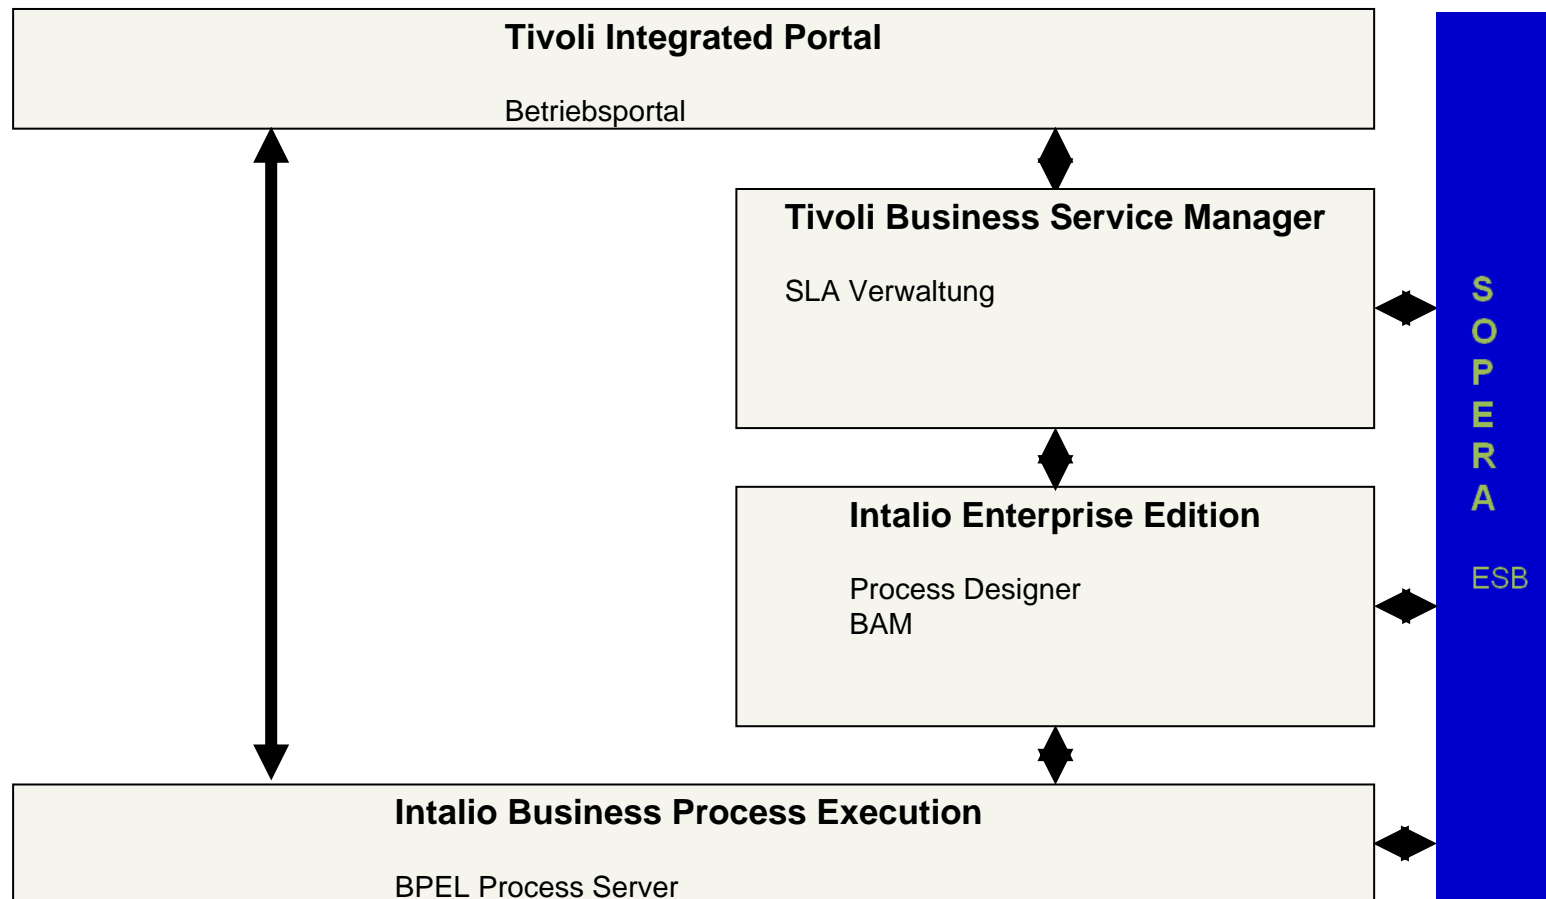 Tivoli Integrated Portal
Betriebsportal
Tivoli Business Service Manager
SLA Verwaltung
Intalio Enterprise Edition
Process Designer
BAM
Intalio Business Process Execution
BPEL Process Server
S
O
P
E
R
A
ESB